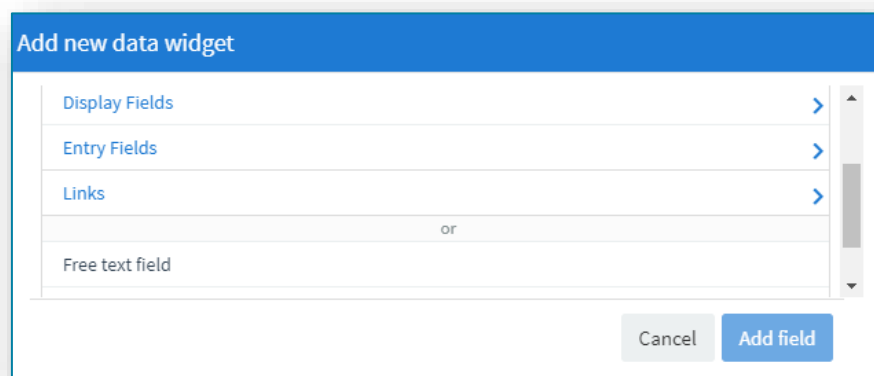 Add new data widget
Display Fields
Entry Fields
Links
or
Free text field
Cancel Add field